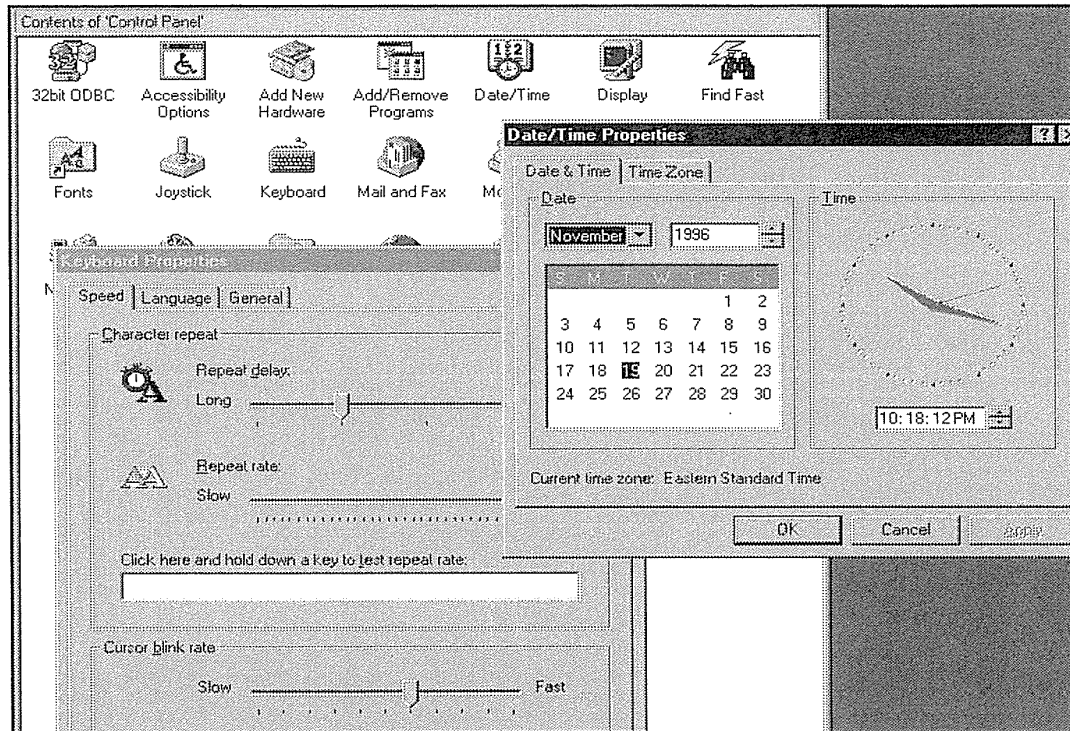 Contents of 'Control Panel'
32bit ODBC
Accessibility
Options
Add New
Hardware
Add/Remove
Programs
Date/Time
Display
Find Fast
Fonts
Joystick
Keyboard
Mail and Fax
Keyboard Properties
Speed
Language
General
Character repeat
Repeat delay:
Long
Repeat rate:
Slow
Click here and hold down a key to test repeat rate:
Cursor blink rate
Slow
Fast
Date/Time Properties
Date & Time
Time Zone
Date
November
1996
S M T W T F S
1 2
3 4 5 6 7 8 9
10 11 12 13 14 15 16
17 18 19 20 21 22 23
24 25 26 27 28 29 30
Time
10:18:12 PM
Current time zone: Eastern Standard Time
OK
Cancel
Apply